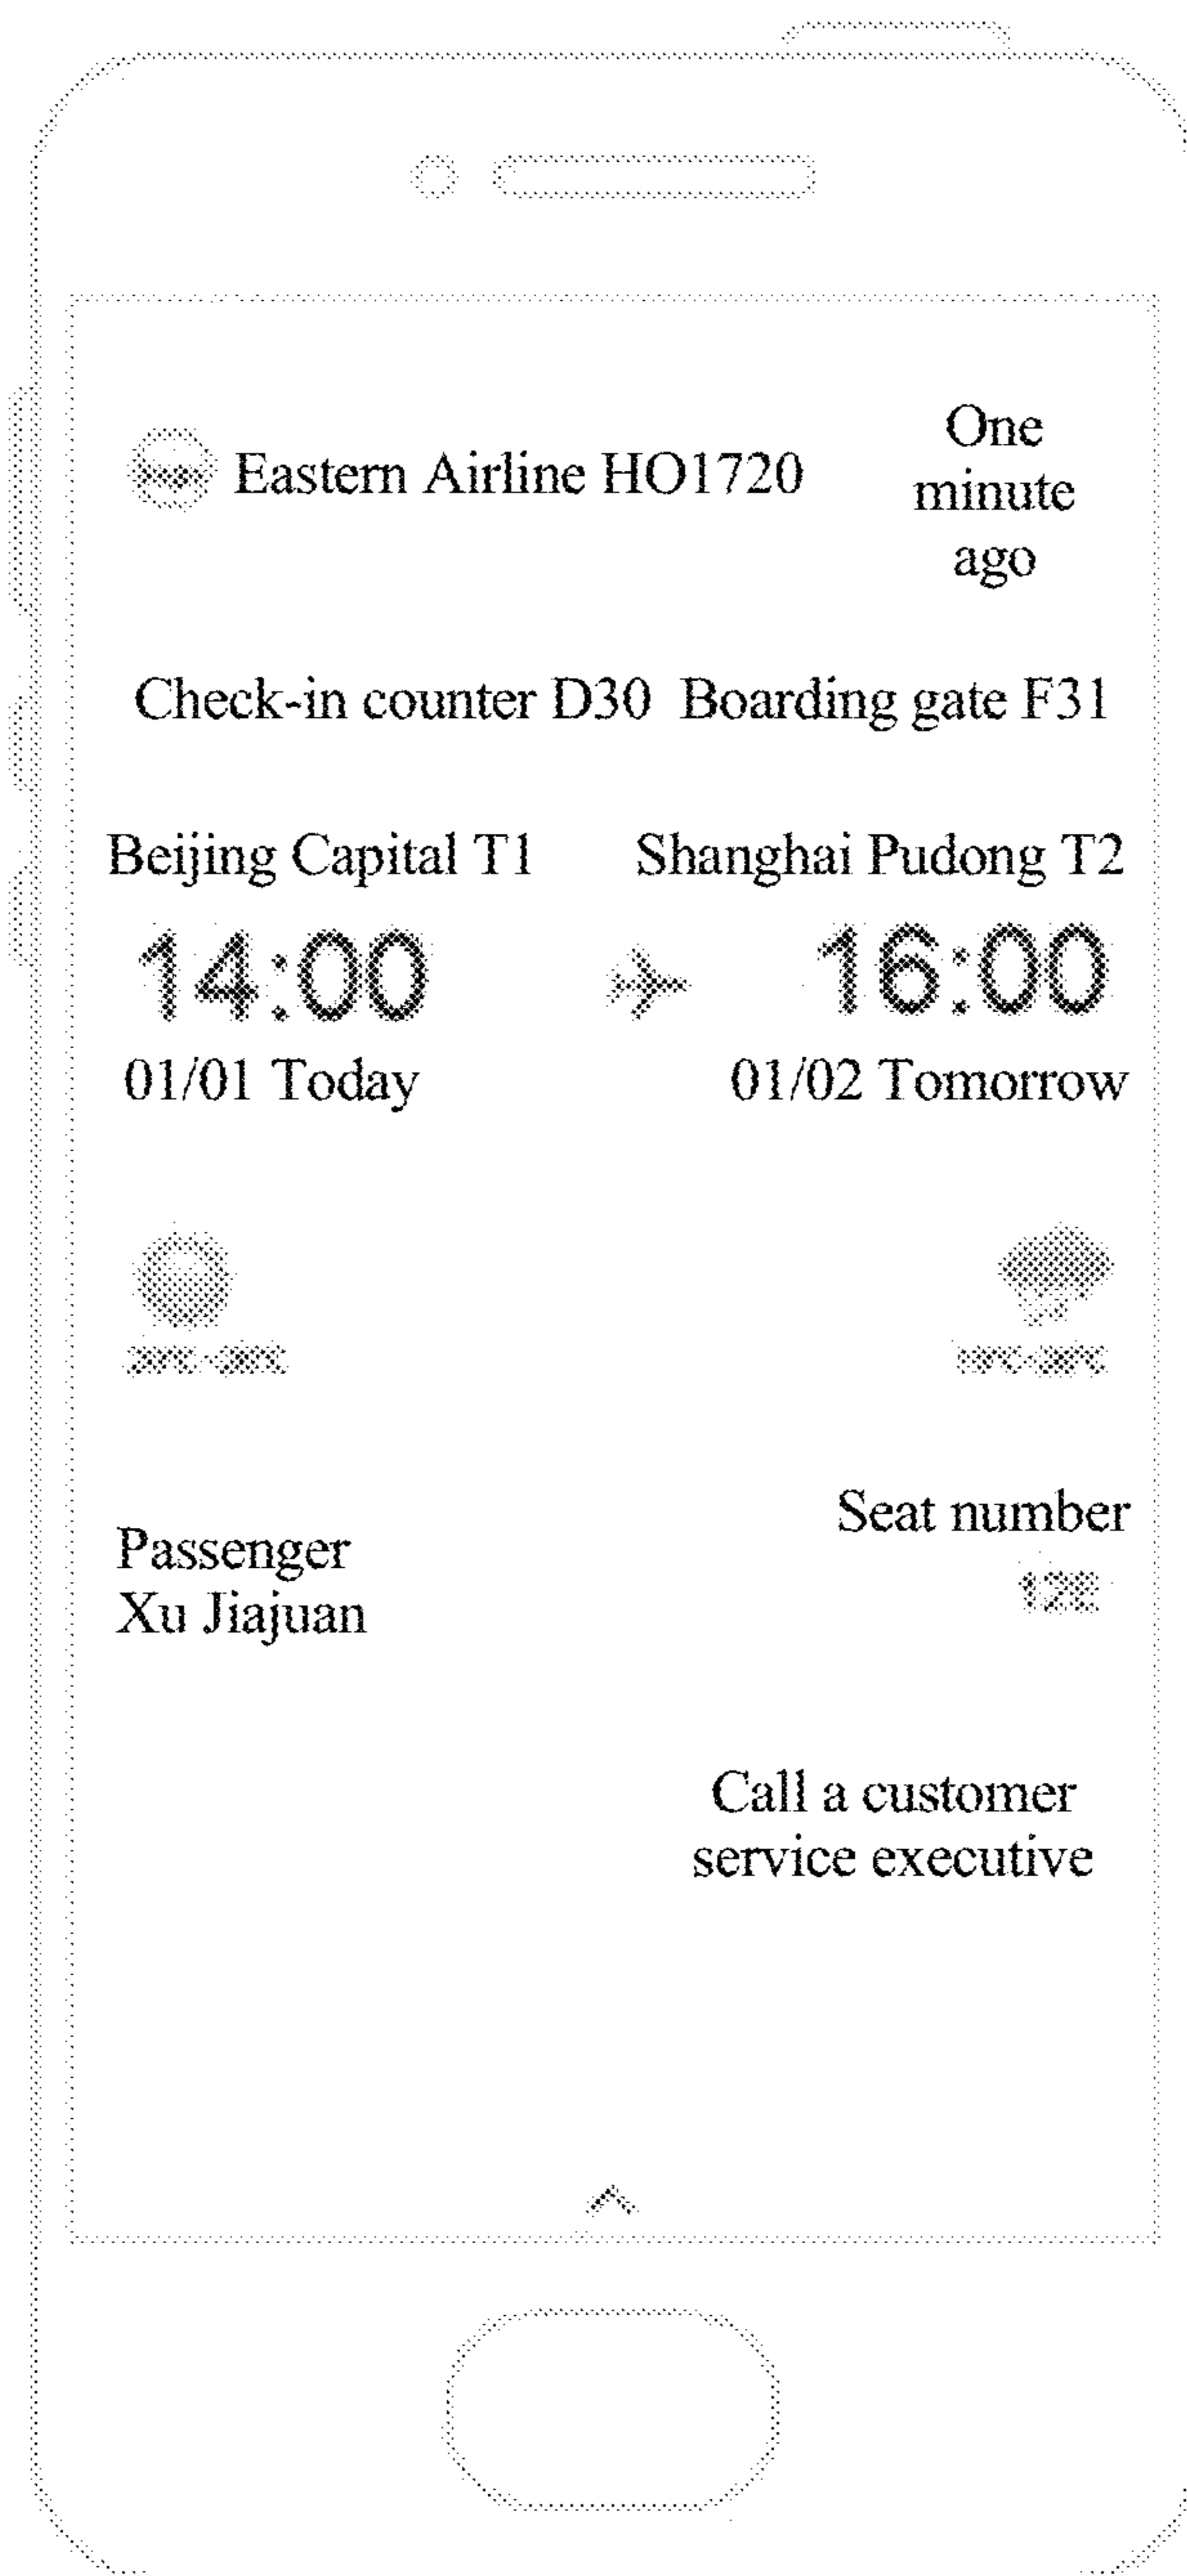 Eastern Airline HO1720
One
minute
ago
Check-in counter D30 Boarding gate F31
Beijing Capital T1
Shanghai Pudong T2
14:00
16:00
01/01 Today
01/02 Tomorrow
Passenger
Xu Jiajuan
Seat number
Call a customer
service executive